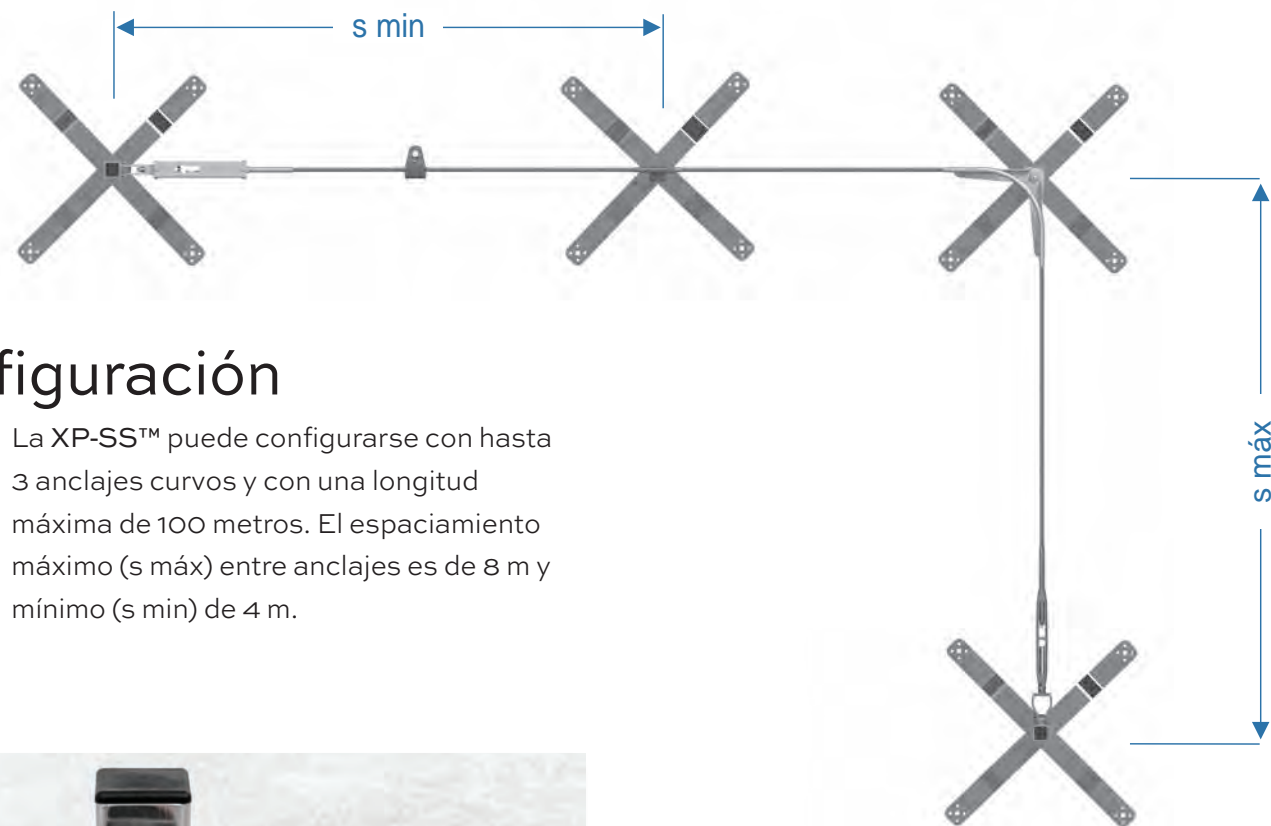 s min
figuración
La XP-SS™ puede configurarse con hasta
3 anclajes curvos y con una longitud
máxima de 100 metros. El espaciamiento
máximo (s máx) entre anclajes es de 8 m y
mínimo (s min) de 4 m.
s máx